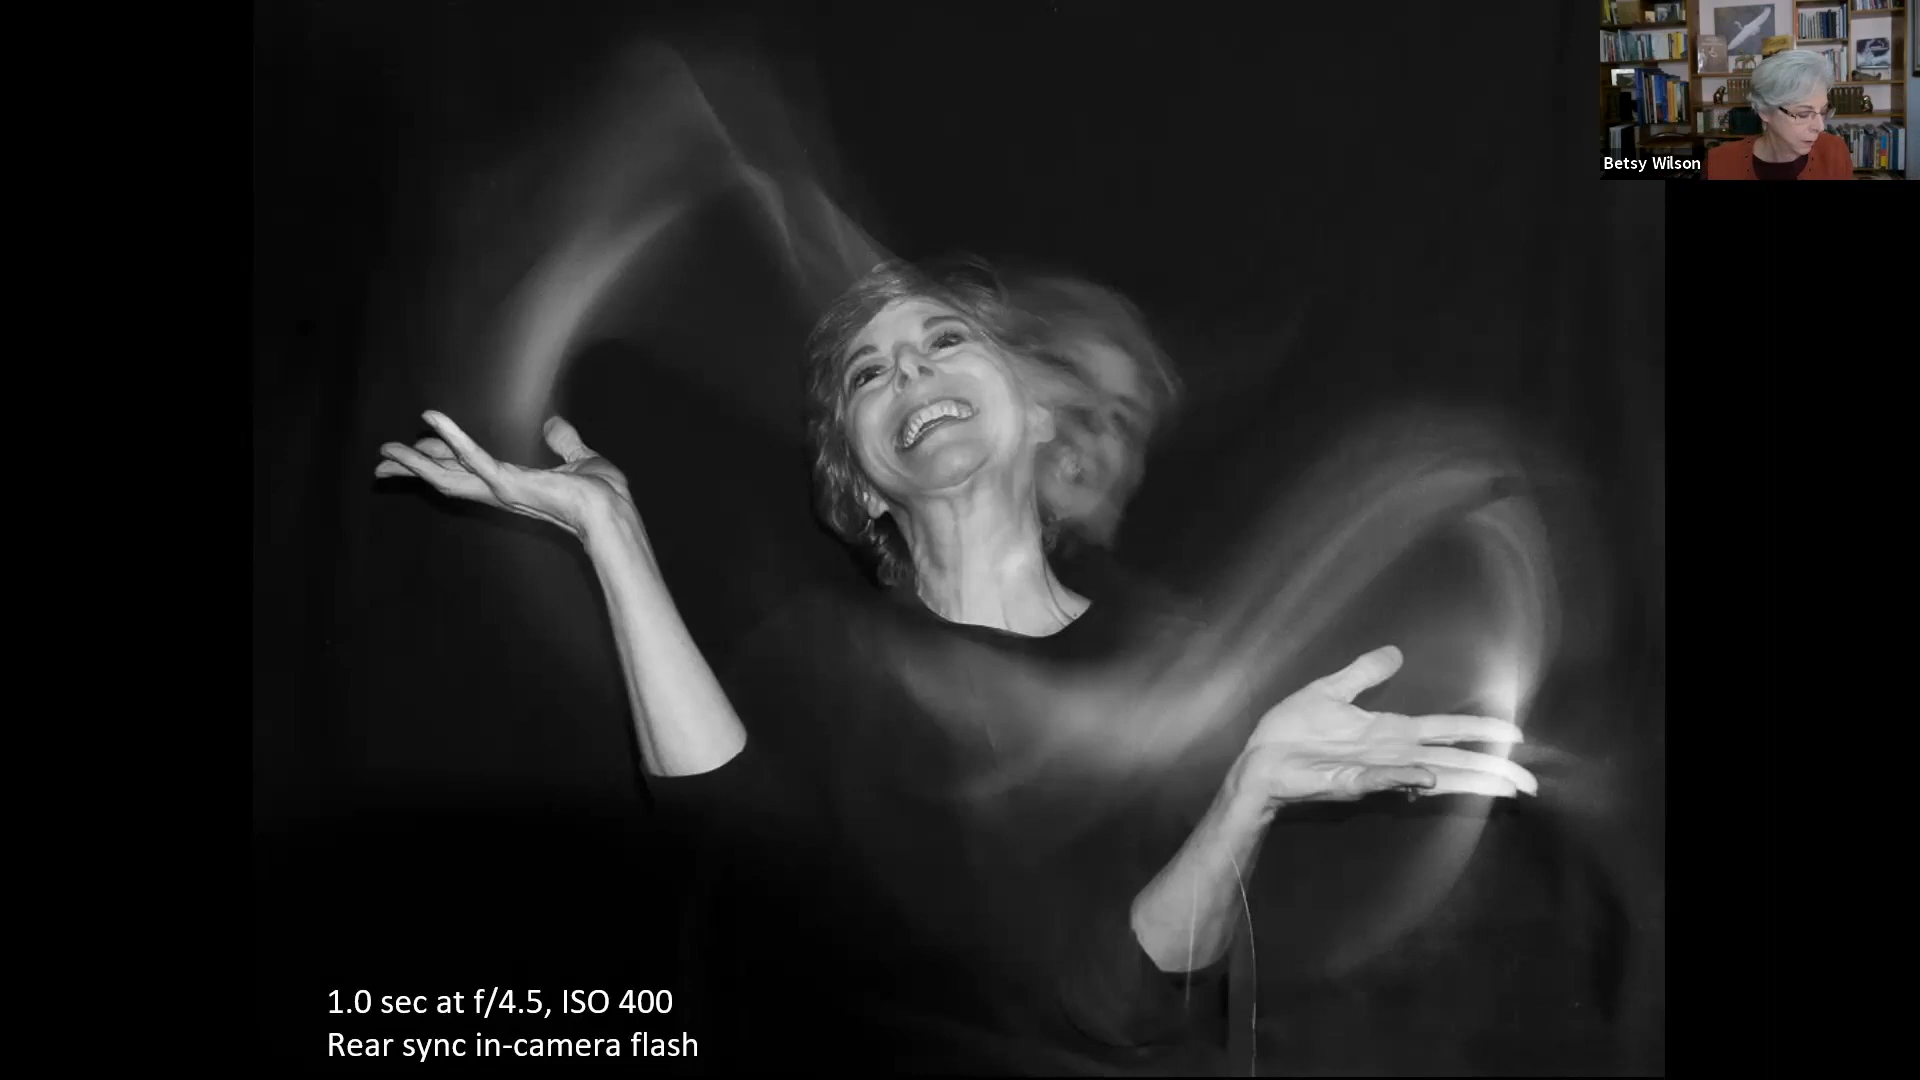 Betsy Wilson
1.0 sec at f/4.5, ISO 400
Rear sync in-camera flash